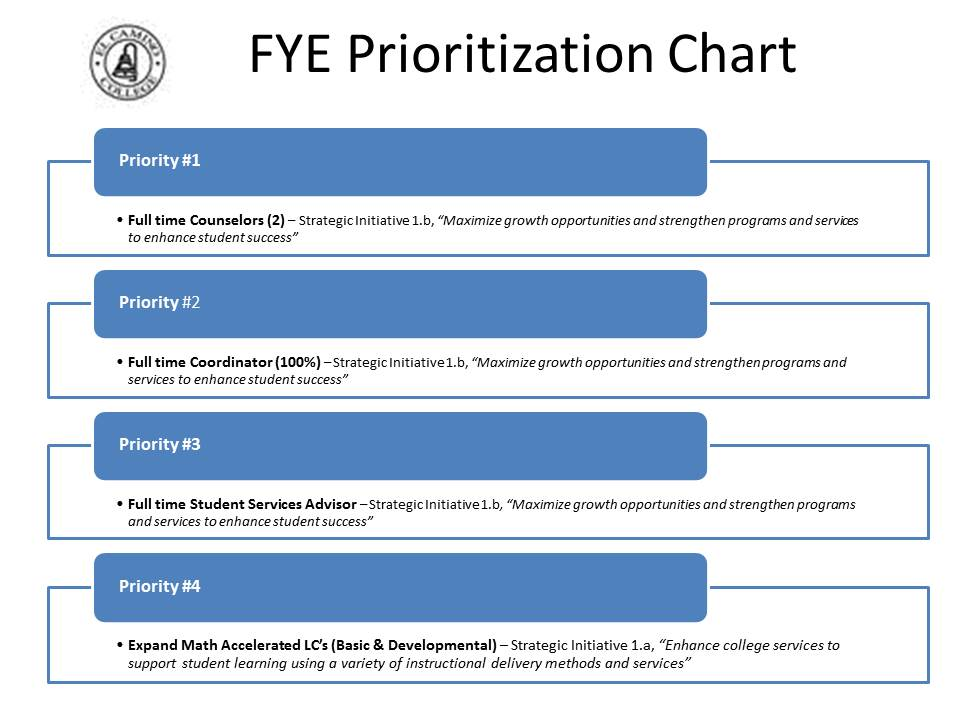 EL CAMINO
COLLEGE
FYE Prioritization Chart
Priority #1
• Full time Counselors (2) – Strategic Initiative 1.b, “Maximize growth opportunities and strengthen programs and services
to enhance student success”
Priority #2
• Full time Coordinator (100%) – Strategic Initiative 1.b, “Maximize growth opportunities and strengthen programs and
services to enhance student success”
Priority #3
• Full time Student Services Advisor – Strategic Initiative 1.b, “Maximize growth opportunities and strengthen programs
and services to enhance student success”
Priority #4
• Expand Math Accelerated LC’s (Basic & Developmental) – Strategic Initiative 1.a, “Enhance college services to
support student learning using a variety of instructional delivery methods and services”